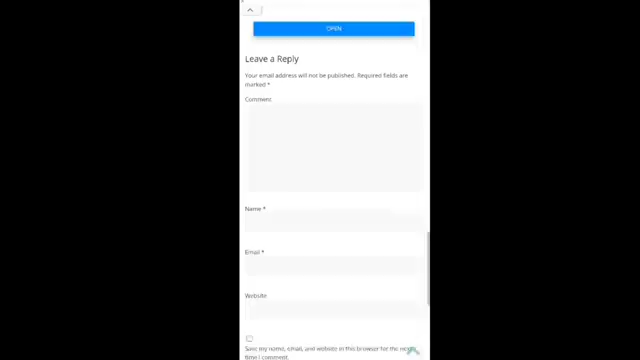 OPEN
Leave a Reply
Your email address will not be published. Required fields are
marked *
Comment
Name *
Email *
Website
Save my name, email, and website in this browser for the next
time I comment.